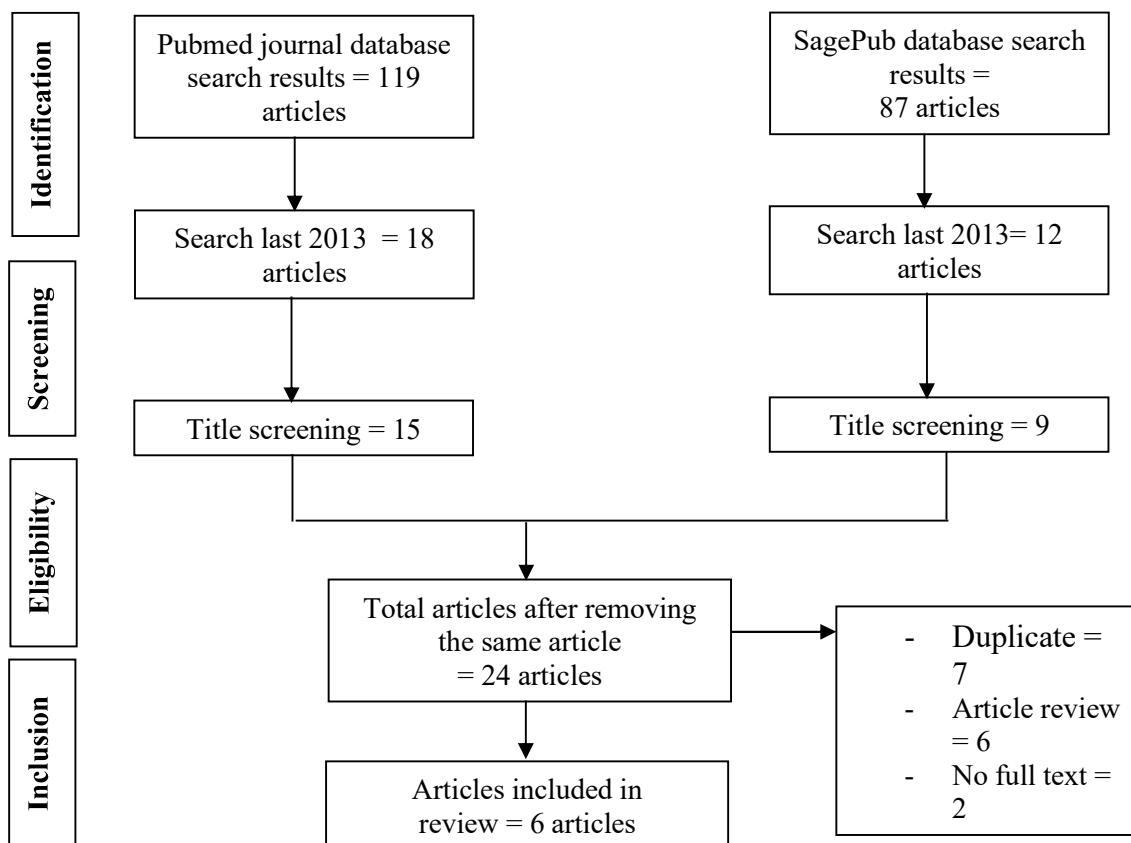 Identification
Pubmed journal database
search results = 119
articles
SagePub database search
results =
87 articles
Search last 2013  = 18
articles
Search last 2013= 12
articles
Screening
Title screening = 15
Title screening = 9
Eligibility
Total articles after removing
the same article
= 24 articles
- Duplicate =
7
- Article review
= 6
- No full text =
2
Inclusion
Articles included in
review = 6 articles